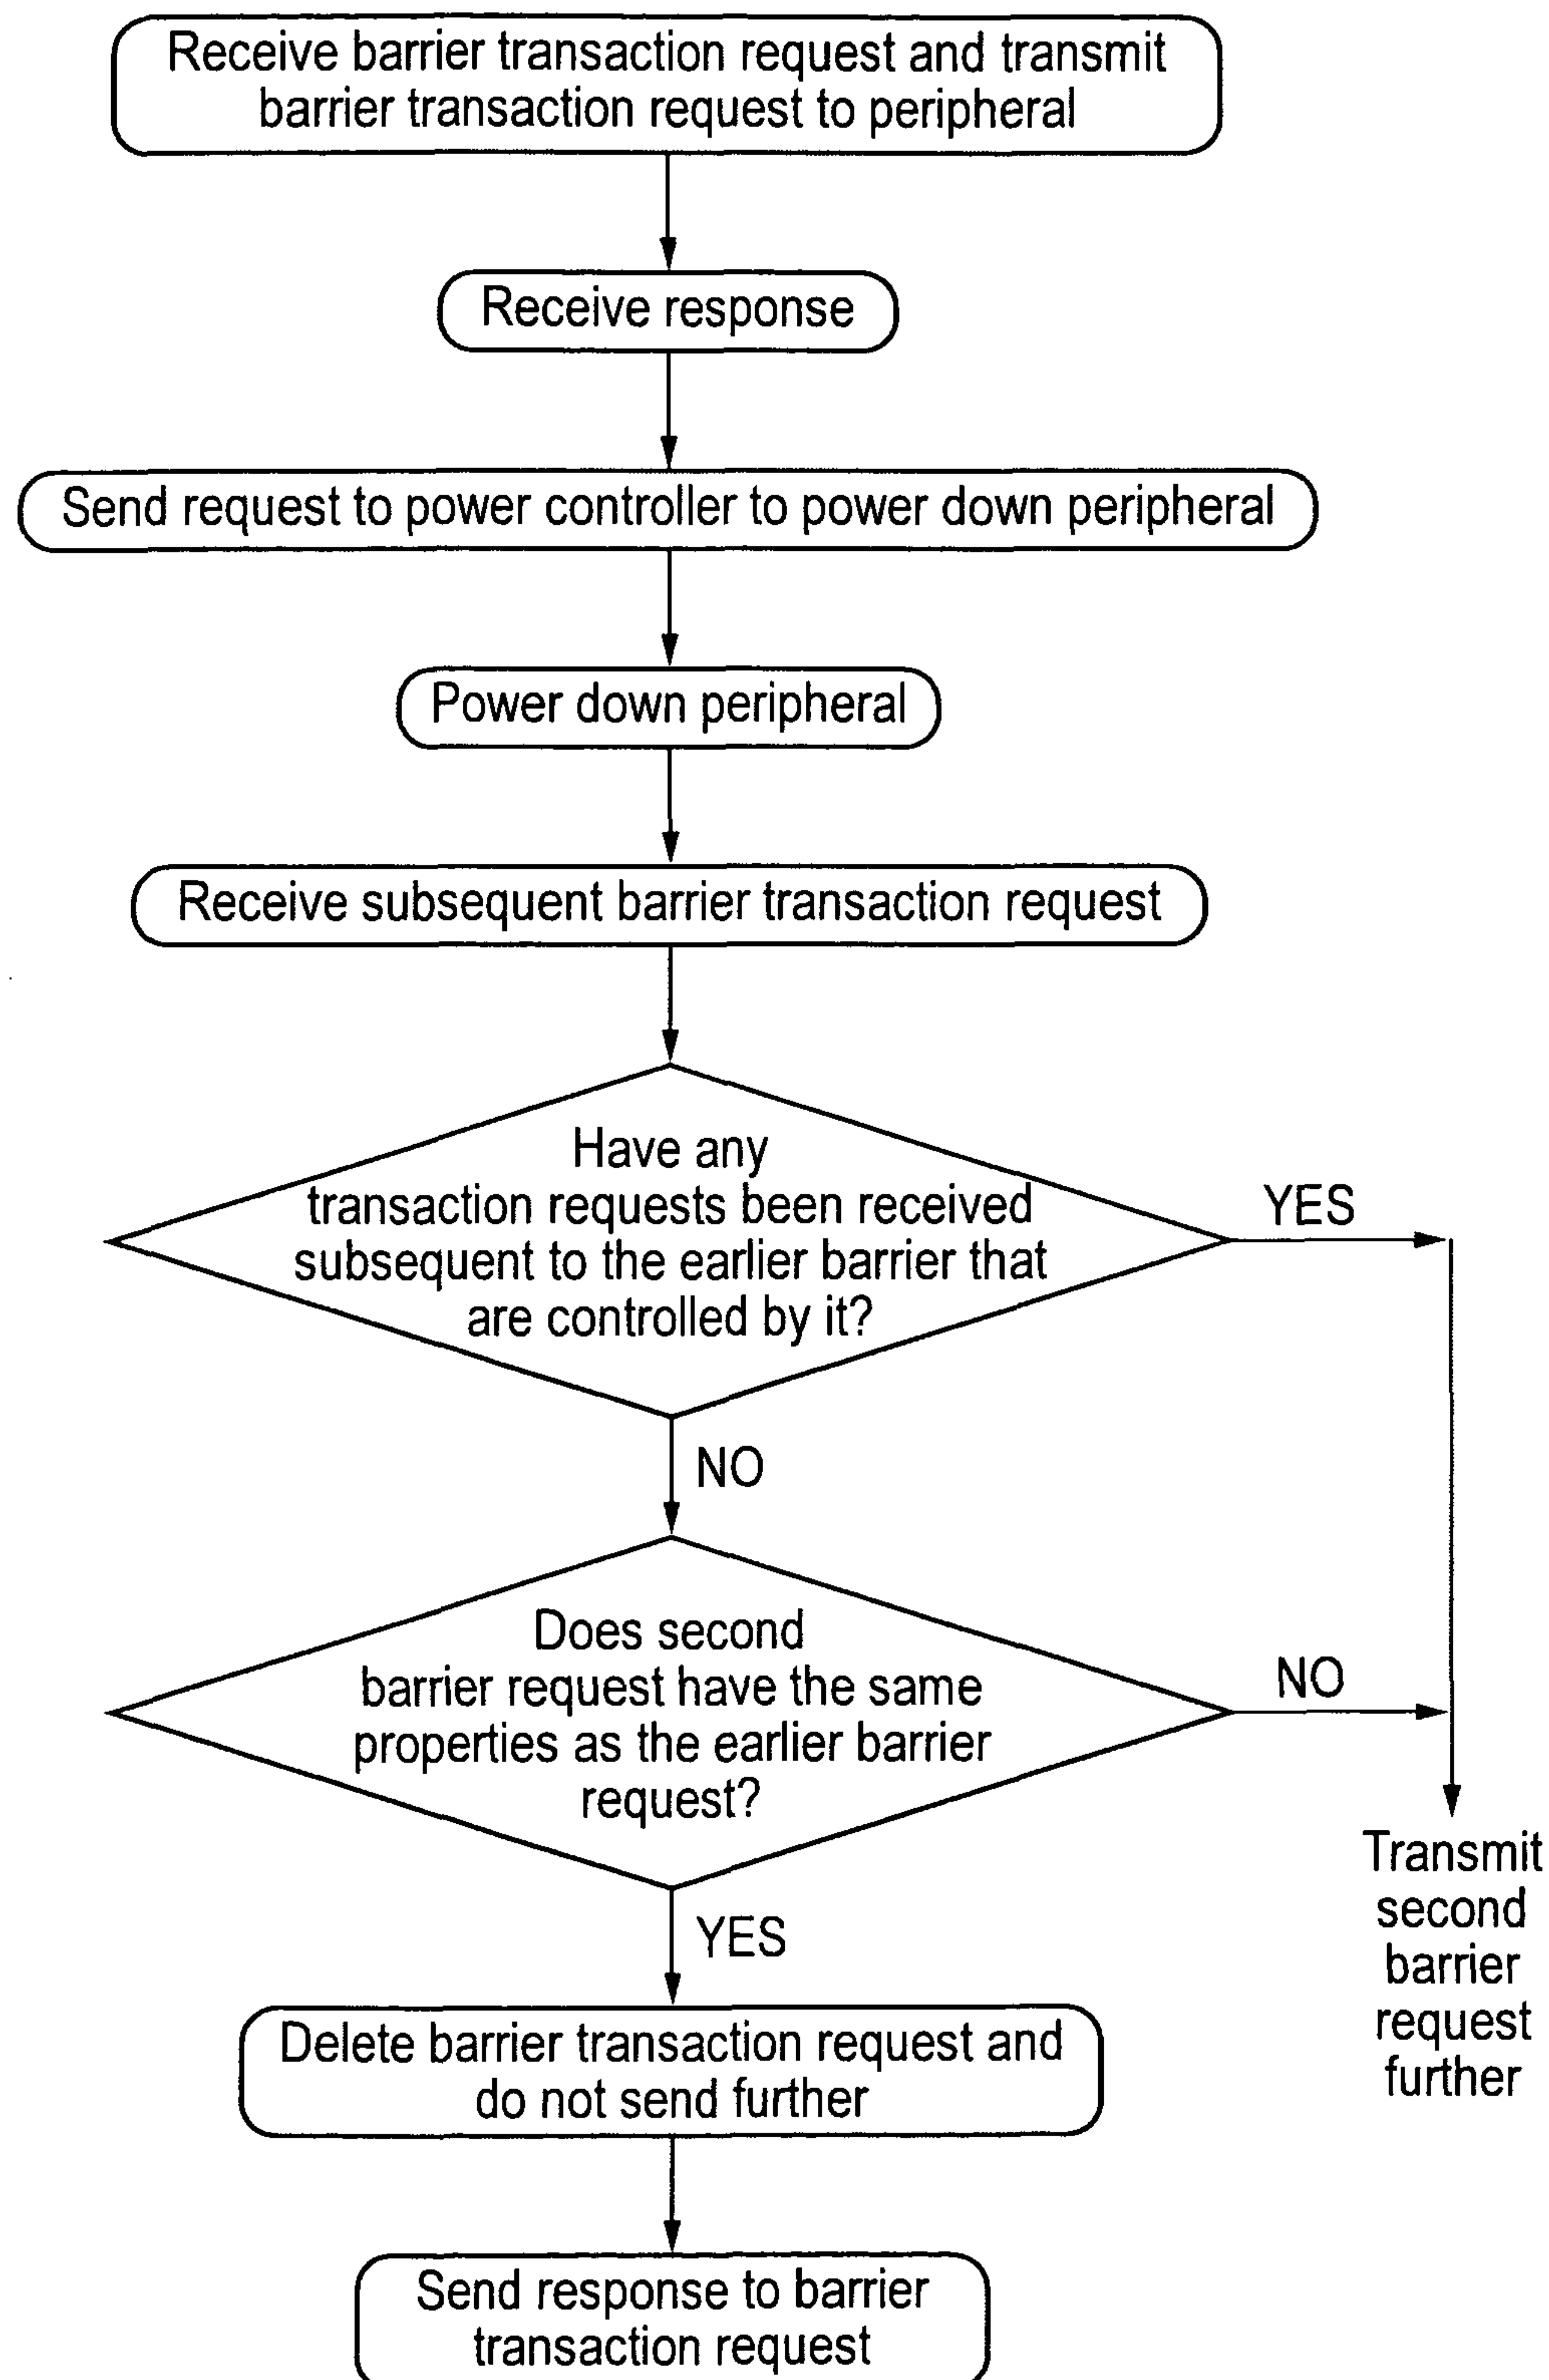 Receive barrier transaction request and transmit
barrier transaction request to peripheral
Receive response
Send request to power controller to power down peripheral
Power down peripheral
Receive subsequent barrier transaction request
Have any
transaction requests been received
subsequent to the earlier barrier that
are controlled by it?
YES
NO
Does second
barrier request have the same
properties as the earlier barrier
request?
NO
YES
Transmit
second
barrier
request
further
Delete barrier transaction request and
do not send further
Send response to barrier
transaction request